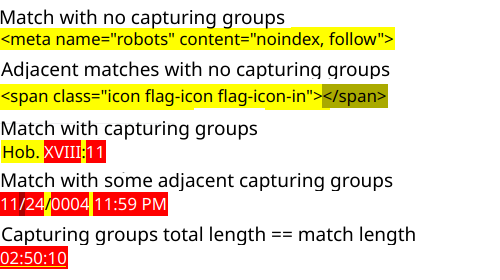 Match with no capturing groups
<meta name="robots" content="noindex, follow">
Adjacent matches with no capturing groups
<span class="icon flag-icon flag-icon-in"></span>
Match with capturing groups
Hob. XVIII:11
Match with some adjacent capturing groups
11/24/0004 11:59 PM
Capturing groups total length == match length
02:50:10